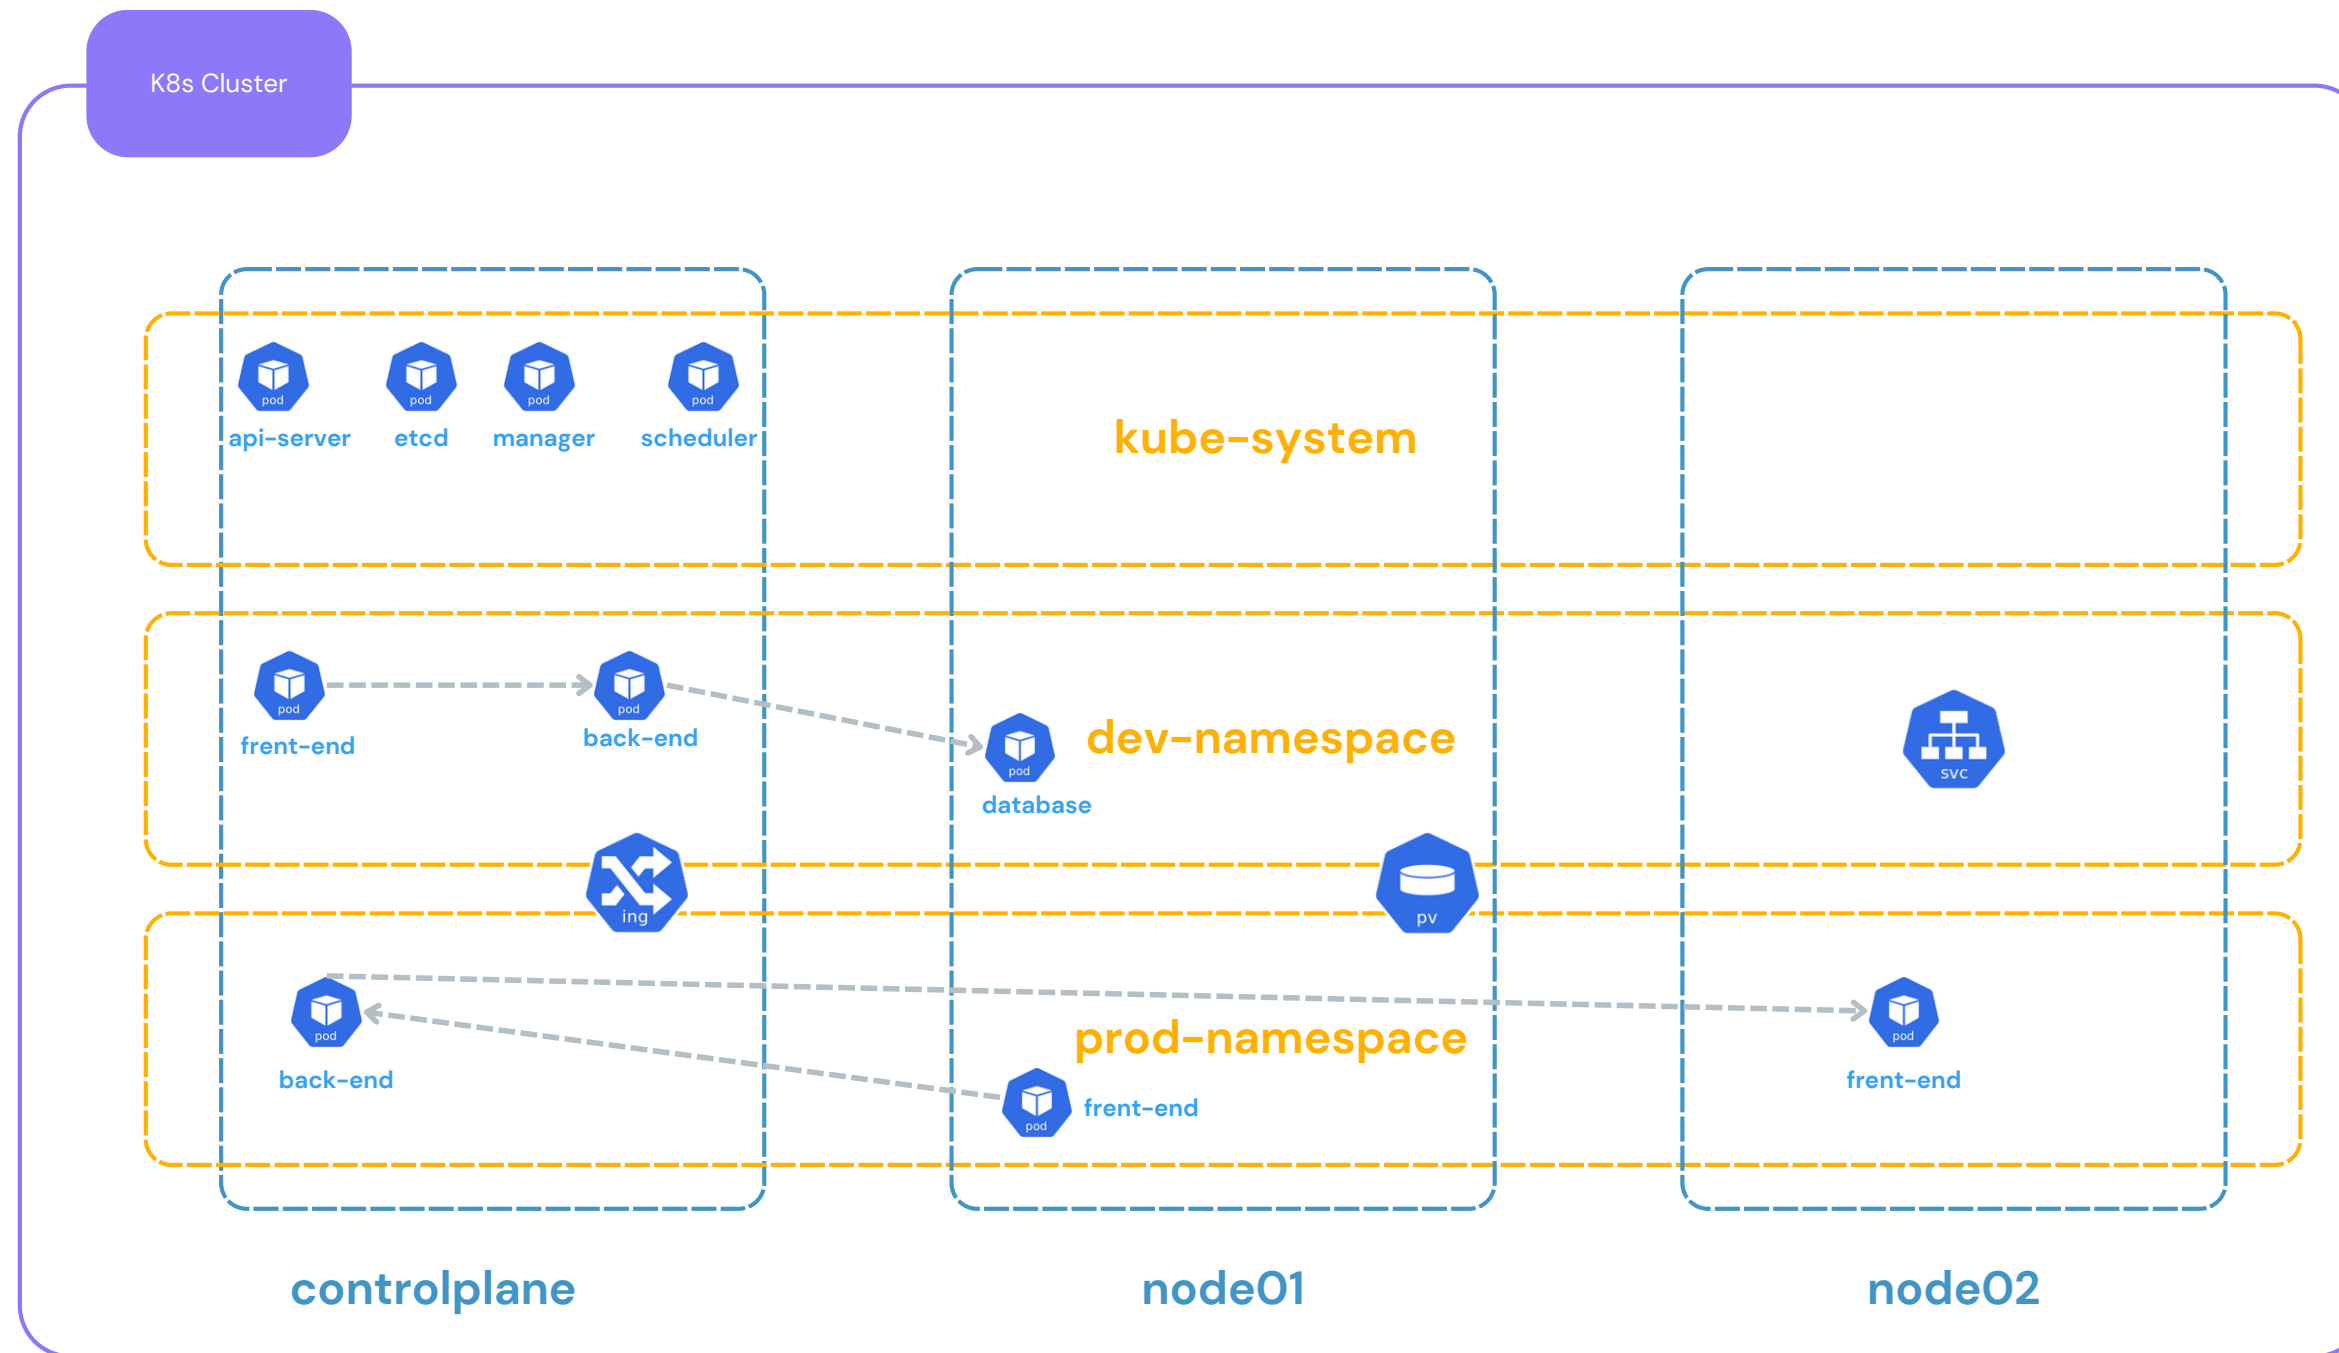 K8s Cluster
pod
pod
pod
pod
api-server
etcd
manager
scheduler
kube-system
pod
frent-end
pod
back-end
pod
database
dev-namespace
svc
ing
pv
pod
back-end
prod-namespace
pod
frent-end
pod
frent-end
controlplane
node01
node02